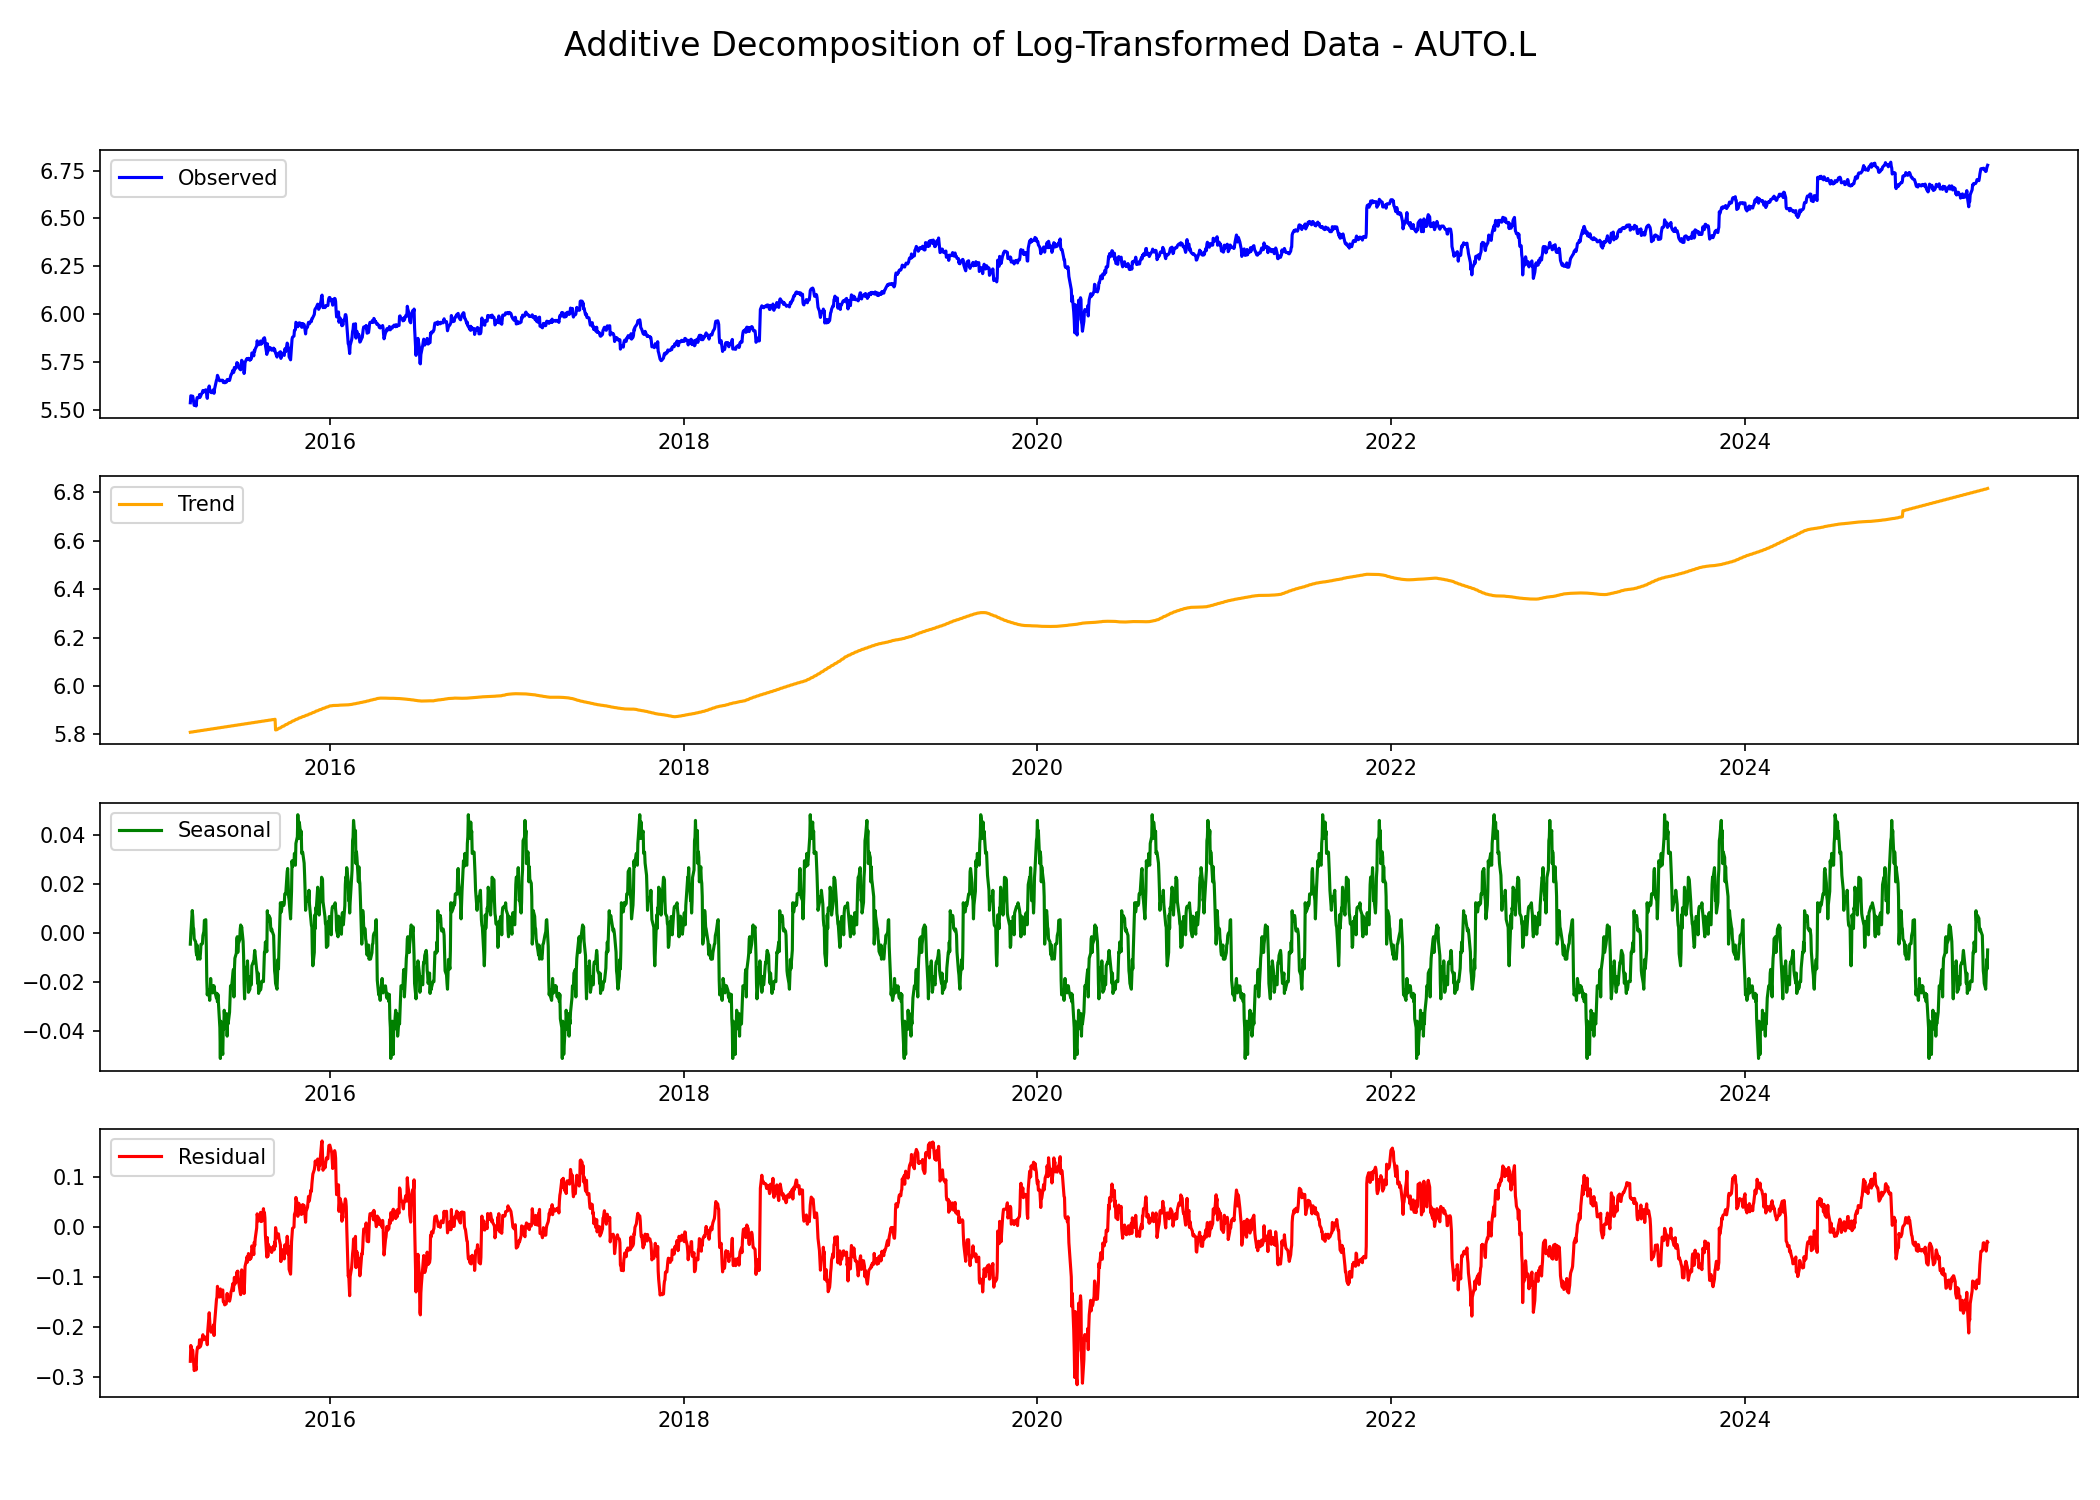 Additive Decomposition of Log-Transformed Data - AUTO.L
Observed
6.75
6.50
6.25
6.00
5.75
5.50
2016 2018 2020 2022 2024
Trend
6.8
6.6
6.4
6.2
6.0
5.8
2016 2018 2020 2022 2024
Seasonal
0.04
0.02
0.00
−0.02
−0.04
2016 2018 2020 2022 2024
Residual
0.1
0.0
−0.1
−0.2
−0.3
2016 2018 2020 2022 2024